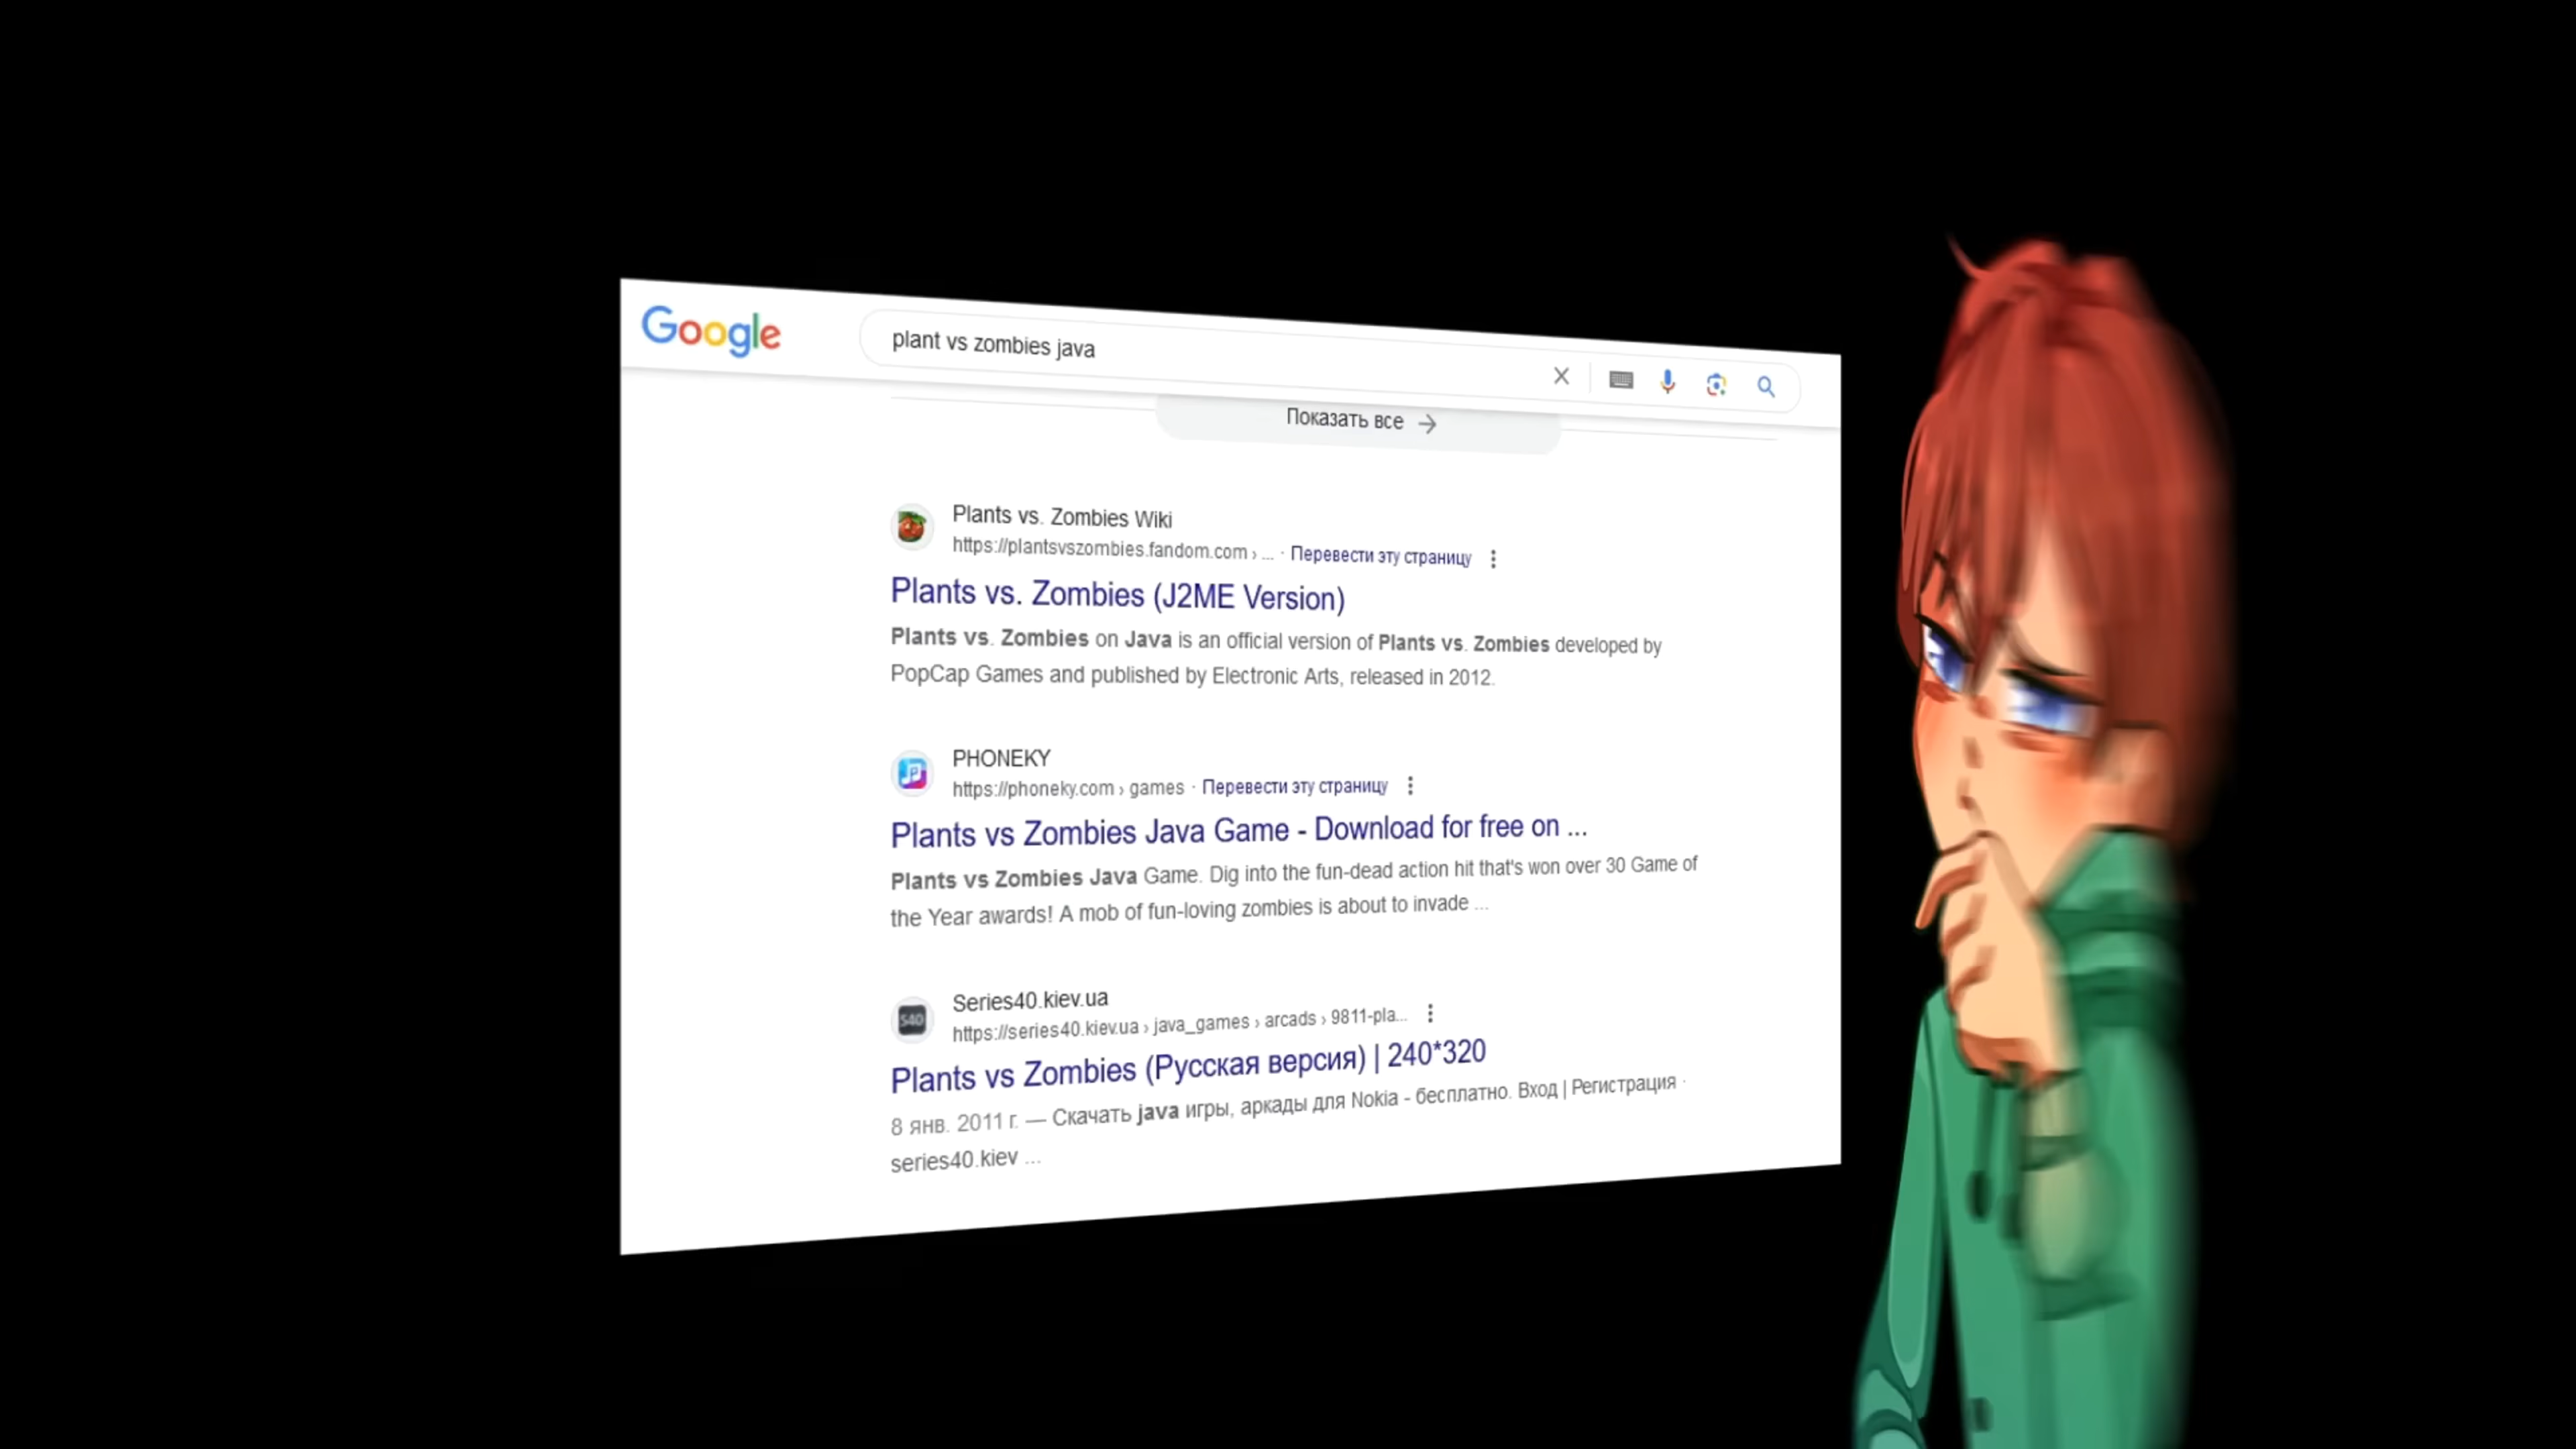 Google
plant vs zombies java
Показать все
Plants vs. Zombies Wiki
https://plantsvszombies.fandom.com › ... · Перевести эту страницу
Plants vs. Zombies (J2ME Version)
Plants vs. Zombies on Java is an official version of Plants vs. Zombies developed by
PopCap Games and published by Electronic Arts, released in 2012.
PHONEKY
https://phoneky.com › games · Перевести эту страницу
Plants vs Zombies Java Game - Download for free on ...
Plants vs Zombies Java Game. Dig into the fun-dead action hit that's won over 30 Game of
the Year awards! A mob of fun-loving zombies is about to invade ...
S40
Series40.kiev.ua
https://series40.kiev.ua › java_games › arcads › 9811-pla...
Plants vs Zombies (Русская версия) | 240*320
8 янв. 2011 г. — Скачать java игры, аркады для Nokia - бесплатно. Вход | Регистрация ·
series40.kiev ...